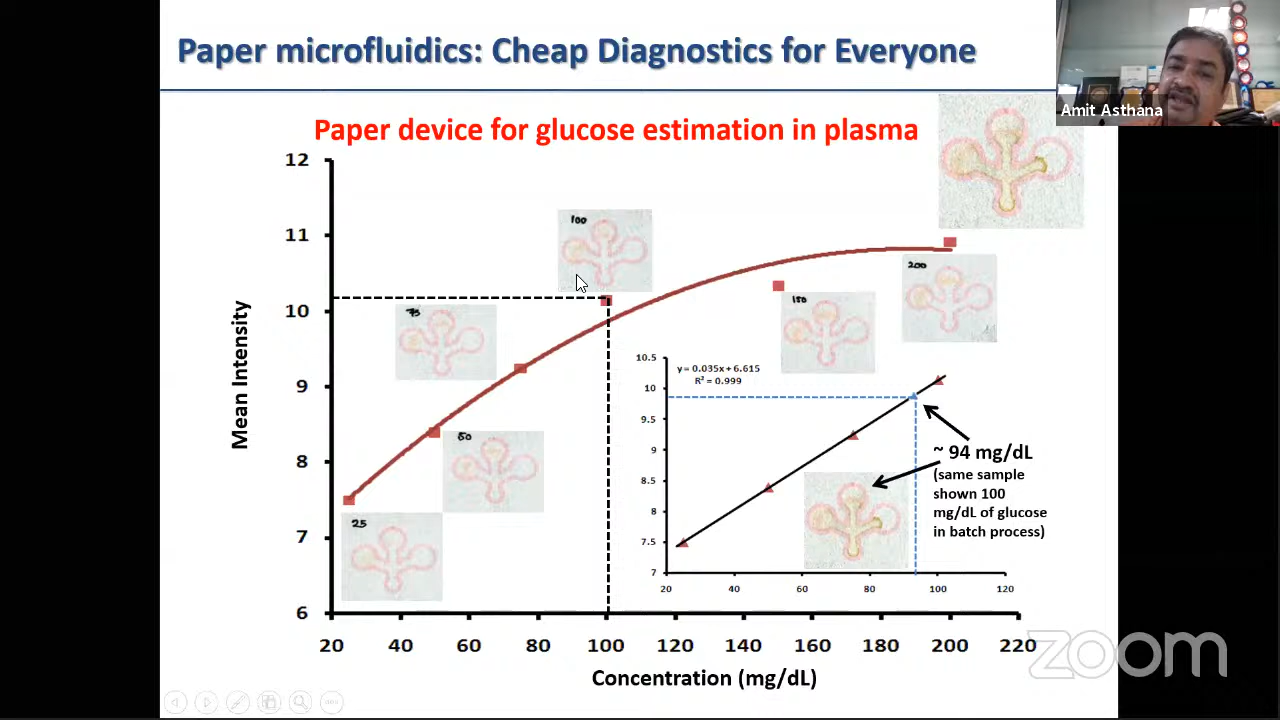 Paper microfluidics: Cheap Diagnostics for Everyone
Amit Asthana
Paper device for glucose estimation in plasma
12
11
10
9
8
7
6
Mean Intensity
20 40 60 80 100 120 140 160 180 200 220
Concentration (mg/dL)
100
75
50
25
150
200
10.5
10
9.5
9
8.5
8
7.5
7
y = 0.035x + 6.615
R² = 0.999
20 40 60 80 100 120
~ 94 mg/dL
(same sample
shown 100
mg/dL of glucose
in batch process)
zoom